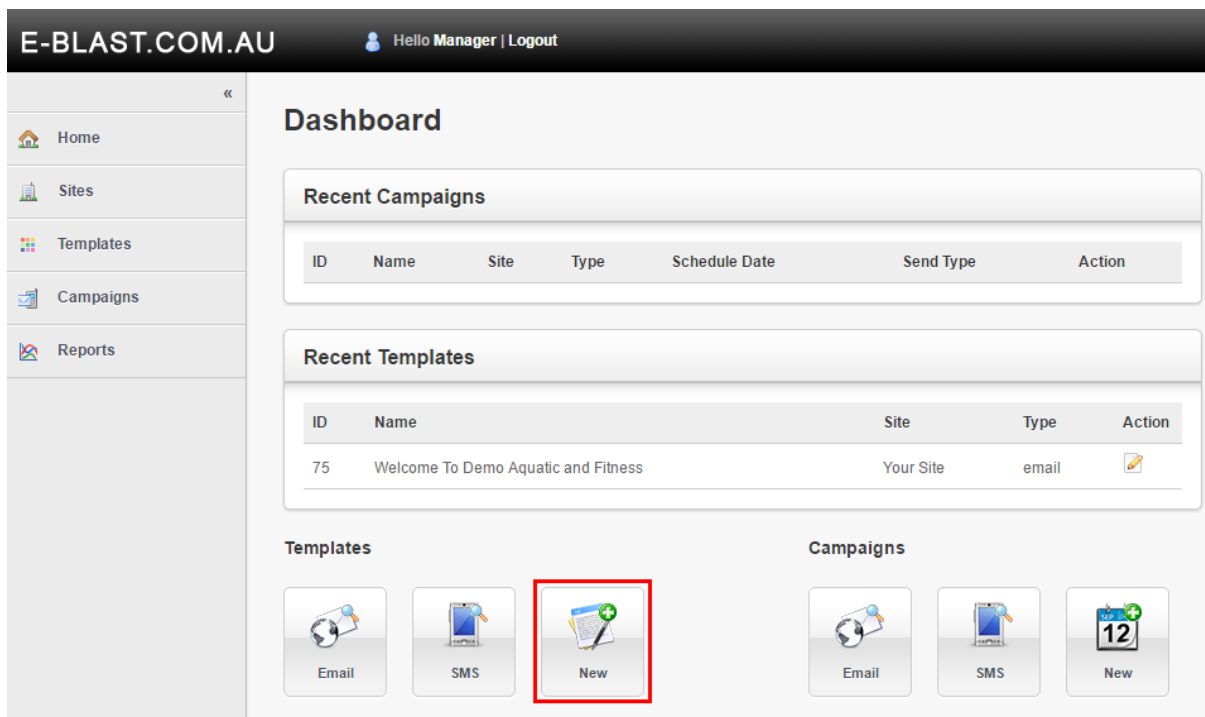 E-BLAST.COM.AU
Hello Manager | Logout
«
Home
Sites
Templates
Campaigns
Reports
Dashboard
Recent Campaigns
ID Name Site Type Schedule Date Send Type Action
Recent Templates
ID Name Site Type Action
75 Welcome To Demo Aquatic and Fitness Your Site email
Templates
Email SMS New
Campaigns
Email SMS 12 New